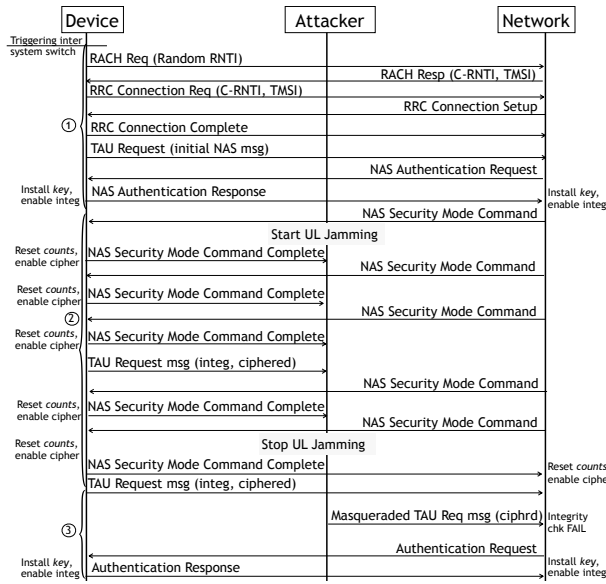 Device
Attacker
Network
Triggering inter
system switch
RACH Req (Random RNTI)
RACH Resp (C-RNTI, TMSI)
RRC Connection Req (C-RNTI, TMSI)
RRC Connection Setup
①
RRC Connection Complete
TAU Request (initial NAS msg)
NAS Authentication Request
Install key,
enable integ
NAS Authentication Response
Install key,
enable integ
NAS Security Mode Command
Start UL Jamming
Reset counts,
enable cipher
NAS Security Mode Command Complete
NAS Security Mode Command
Reset counts,
enable cipher
NAS Security Mode Command Complete
NAS Security Mode Command
②
Reset counts,
enable cipher
NAS Security Mode Command Complete
TAU Request msg (integ, ciphered)
NAS Security Mode Command
Reset counts,
enable cipher
NAS Security Mode Command Complete
NAS Security Mode Command
Reset counts,
enable cipher
Stop UL Jamming
NAS Security Mode Command Complete
Reset counts
enable ciphe
TAU Request msg (integ, ciphered)
③
Masqueraded TAU Req msg (ciphrd)
Integrity
chk FAIL
Authentication Request
Install key,
enable integ
Authentication Response
Install key,
enable integ